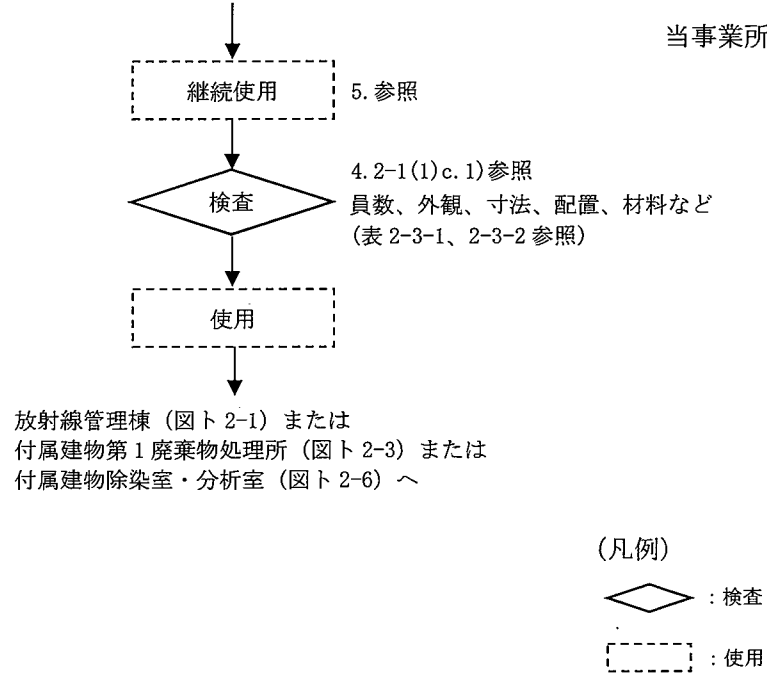 当事業所
継続使用
5.参照
検査
4.2-1(1)c.1)参照
員数、外観、寸法、配置、材料など
(表 2-3-1、2-3-2 参照)
使用
放射線管理棟（図ト 2-1）または
付属建物第 1 廃棄物処理所（図ト 2-3）または
付属建物除染室・分析室（図ト 2-6）へ
(凡例)
：検査
：使用